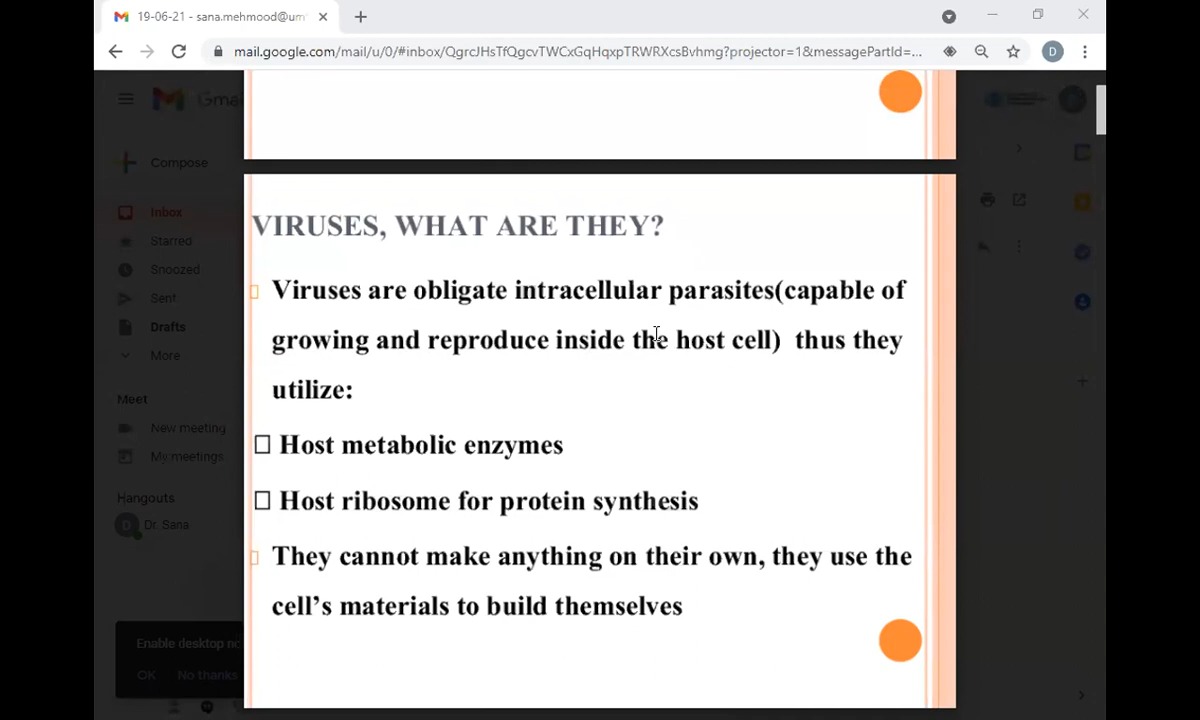 19-06-21 - sana.mehmood@um
mail.google.com/mail/u/0/#inbox/QgrcJHsTfQgcvTWCxGqHqxpTRWRXcsBvhmg?projector=1&messagePartId=...
D
Gma
Compose
Inbox
Starred
Snoozed
Sent
Drafts
More
Meet
New meeting
My meetings
Hangouts
D Dr. Sana
Enable desktop no
OK No thanks
VIRUSES, WHAT ARE THEY?
Viruses are obligate intracellular parasites(capable of
growing and reproduce inside the host cell) thus they
utilize:
Host metabolic enzymes
Host ribosome for protein synthesis
They cannot make anything on their own, they use the
cell's materials to build themselves